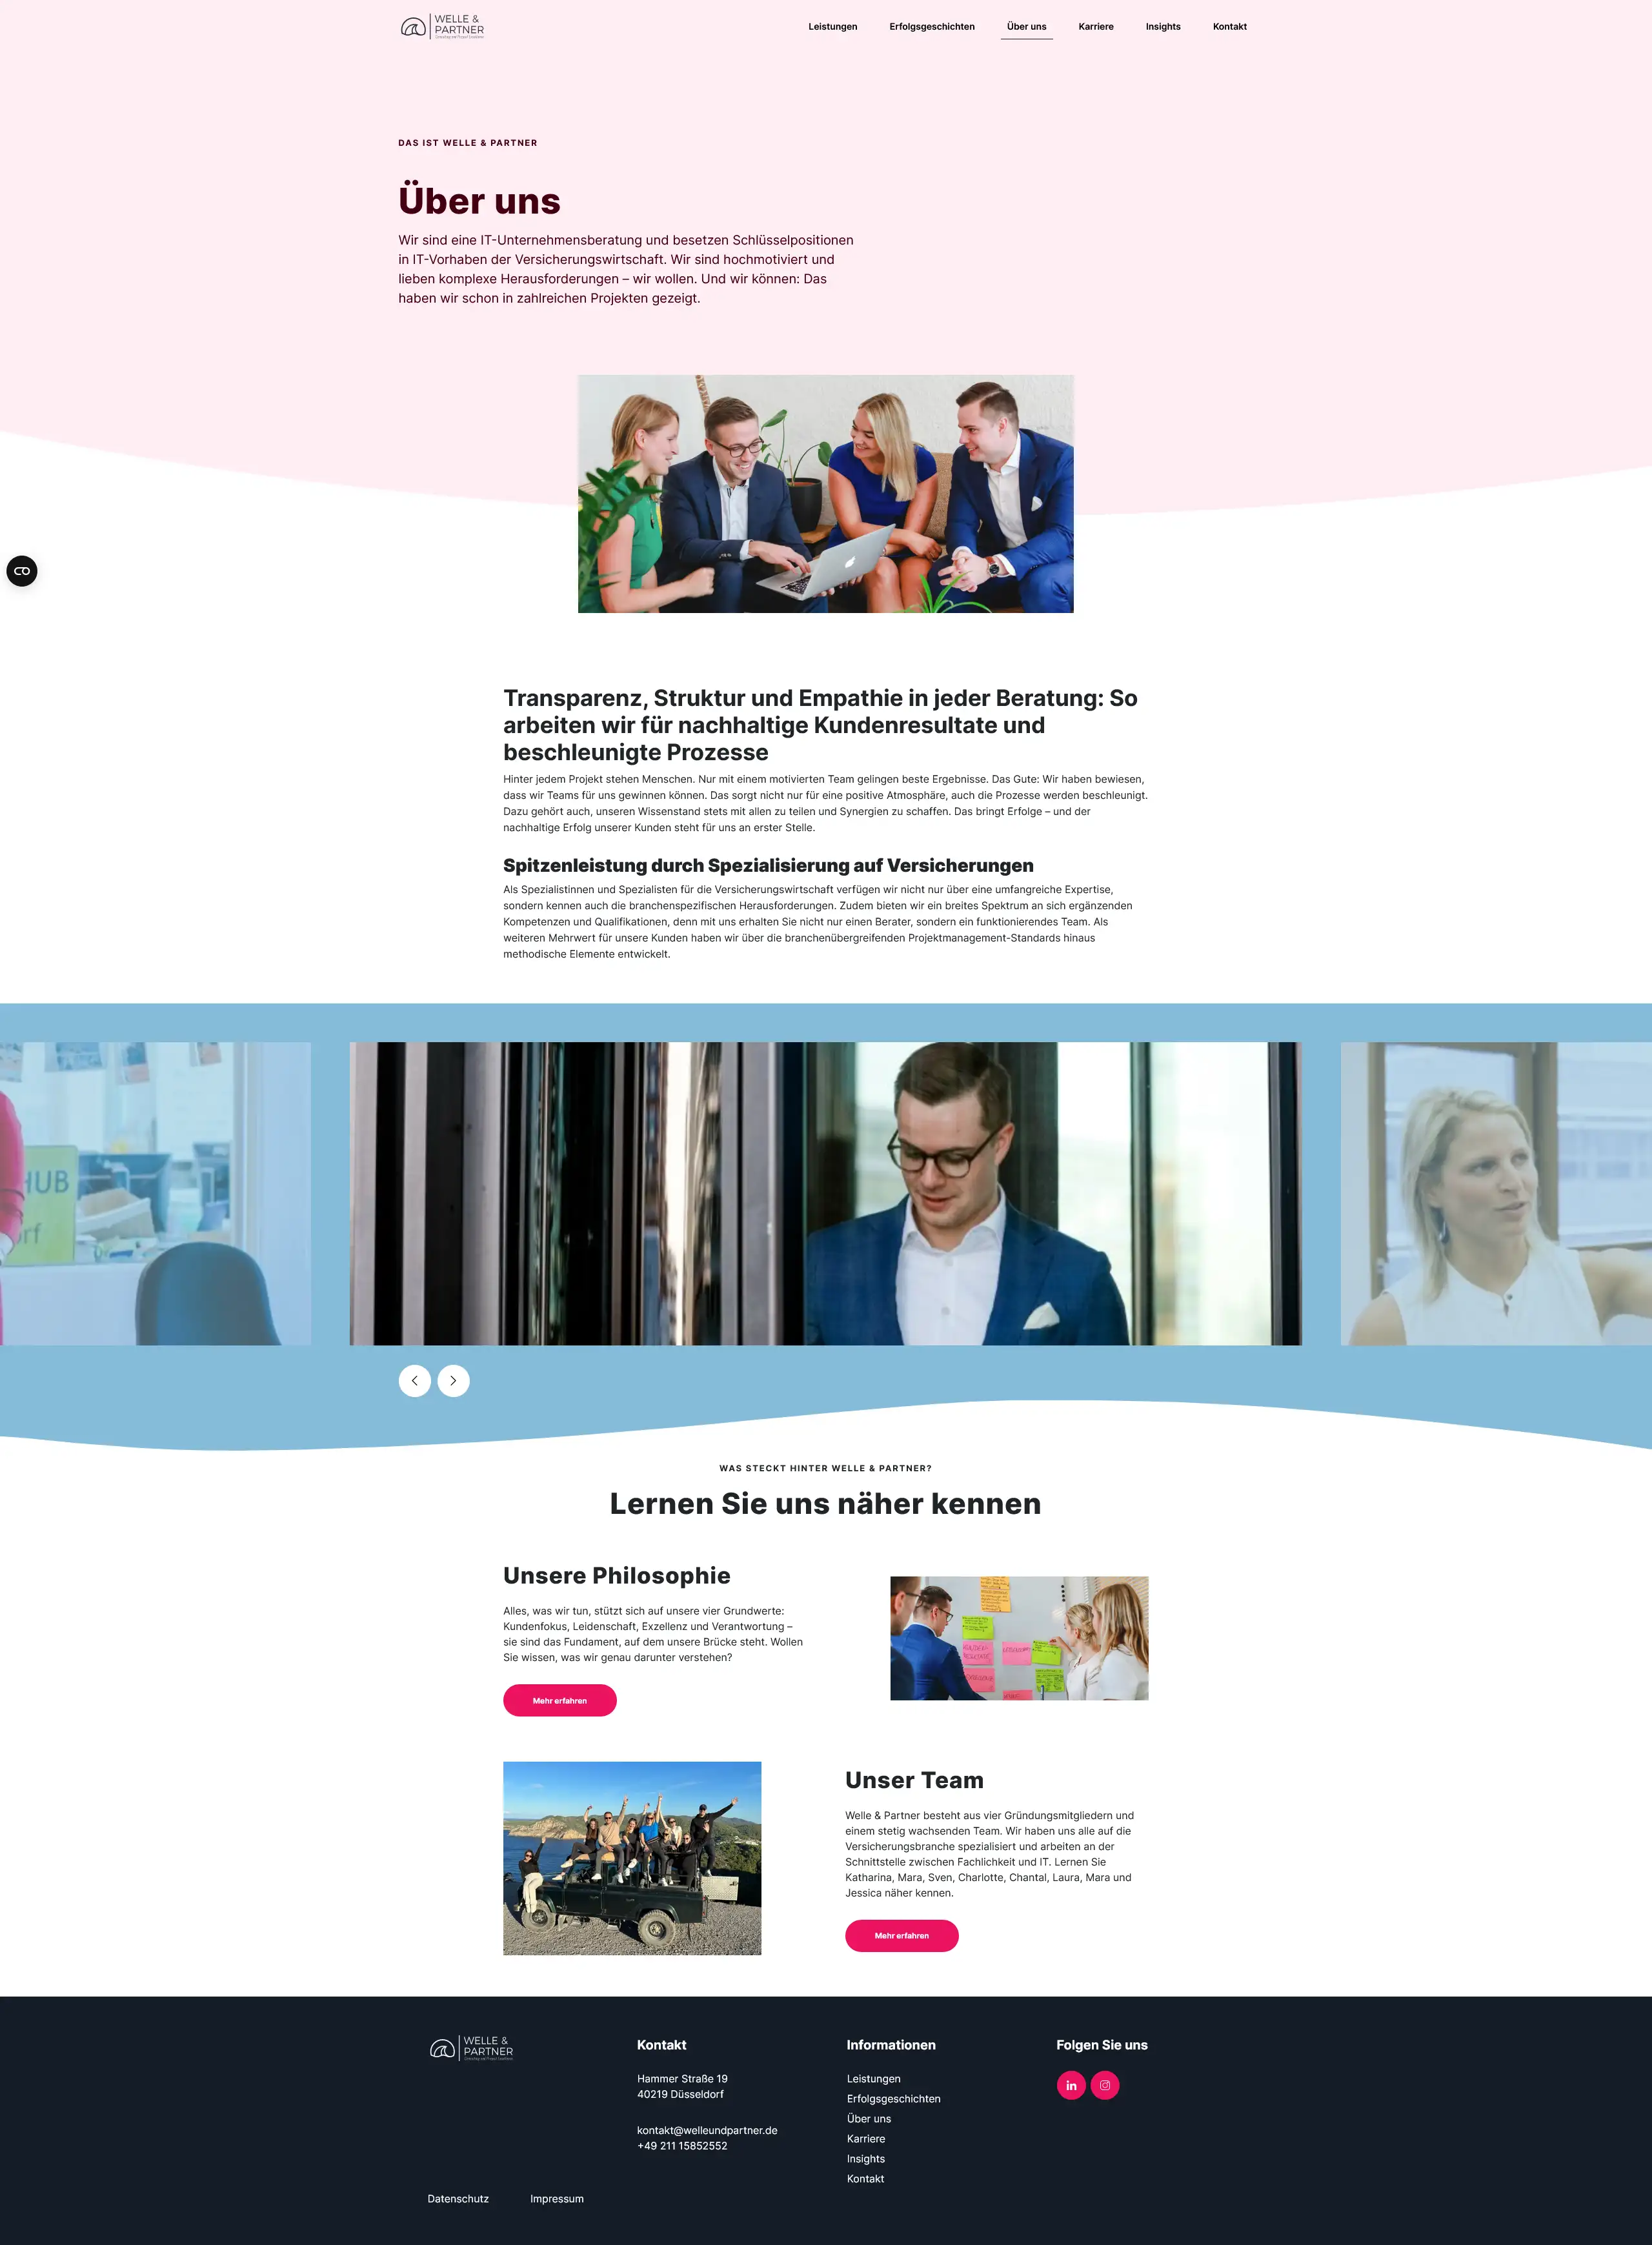 WELLE &
PARTNER
Leistungen
Erfolgsgeschichten
Über uns
Karriere
Insights
Kontakt
DAS IST WELLE & PARTNER
Über uns
Wir sind eine IT-Unternehmensberatung und besetzen Schlüsselpositionen
in IT-Vorhaben der Versicherungswirtschaft. Wir sind hochmotiviert und
lieben komplexe Herausforderungen – wir wollen. Und wir können: Das
haben wir schon in zahlreichen Projekten gezeigt.
Transparenz, Struktur und Empathie in jeder Beratung: So
arbeiten wir für nachhaltige Kundenresultate und
beschleunigte Prozesse
Hinter jedem Projekt stehen Menschen. Nur mit einem motivierten Team gelingen beste Ergebnisse. Das Gute: Wir haben bewiesen,
dass wir Teams für uns gewinnen können. Das sorgt nicht nur für eine positive Atmosphäre, auch die Prozesse werden beschleunigt.
Dazu gehört auch, unseren Wissenstand stets mit allen zu teilen und Synergien zu schaffen. Das bringt Erfolge – und der
nachhaltige Erfolg unserer Kunden steht für uns an erster Stelle.
Spitzenleistung durch Spezialisierung auf Versicherungen
Als Spezialistinnen und Spezialisten für die Versicherungswirtschaft verfügen wir nicht nur über eine umfangreiche Expertise,
sondern kennen auch die branchenspezifischen Herausforderungen. Zudem bieten wir ein breites Spektrum an sich ergänzenden
Kompetenzen und Qualifikationen, denn mit uns erhalten Sie nicht nur einen Berater, sondern ein funktionierendes Team. Als
weiteren Mehrwert für unsere Kunden haben wir über die branchenübergreifenden Projektmanagement-Standards hinaus
methodische Elemente entwickelt.
HUB
orf
WAS STECKT HINTER WELLE & PARTNER?
Lernen Sie uns näher kennen
Unsere Philosophie
Alles, was wir tun, stützt sich auf unsere vier Grundwerte:
Kundenfokus, Leidenschaft, Exzellenz und Verantwortung –
sie sind das Fundament, auf dem unsere Brücke steht. Wollen
Sie wissen, was wir genau darunter verstehen?
Mehr erfahren
Unser Team
Welle & Partner besteht aus vier Gründungsmitgliedern und
einem stetig wachsenden Team. Wir haben uns alle auf die
Versicherungsbranche spezialisiert und arbeiten an der
Schnittstelle zwischen Fachlichkeit und IT. Lernen Sie
Katharina, Mara, Sven, Charlotte, Chantal, Laura, Mara und
Jessica näher kennen.
Mehr erfahren
WELLE &
PARTNER
Kontakt
Hammer Straße 19
40219 Düsseldorf
kontakt@welleundpartner.de
+49 211 15852552
Informationen
Leistungen
Erfolgsgeschichten
Über uns
Karriere
Insights
Kontakt
Folgen Sie uns
Datenschutz
Impressum